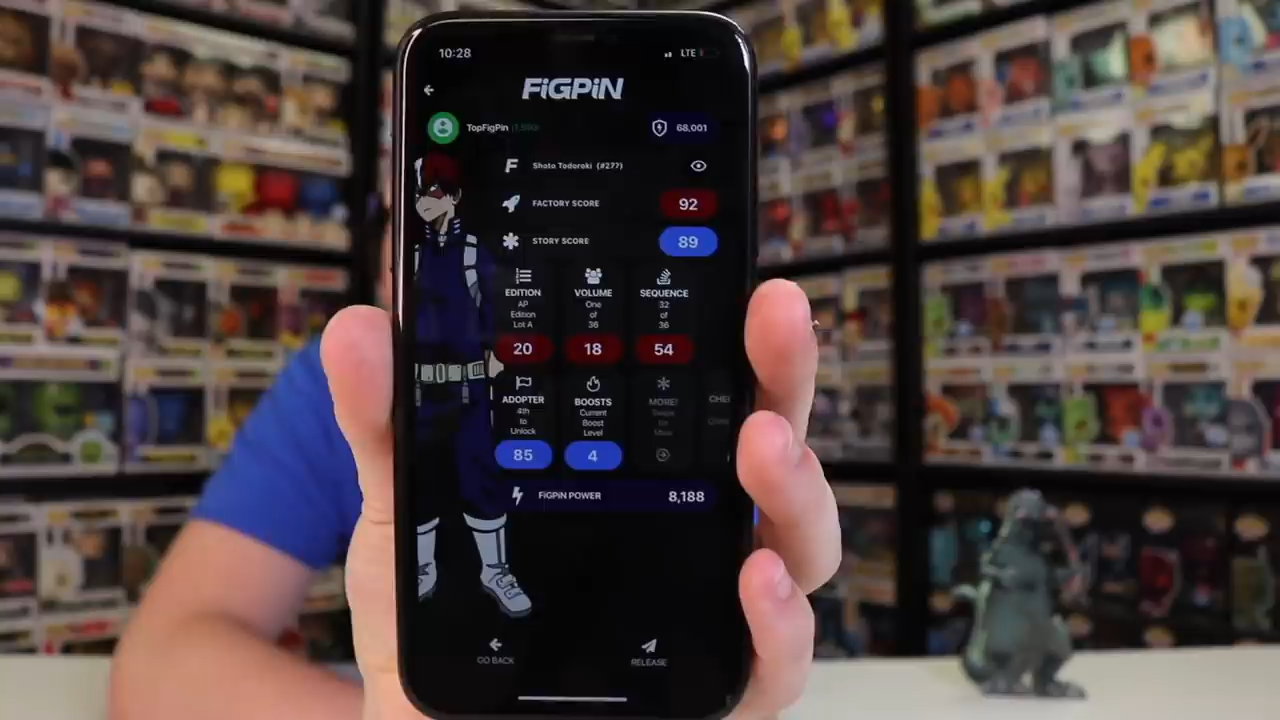 10:28
LTE
FiGPiN
TopFigPin
68,001
Shoto Todoroki (#277)
FACTORY SCORE
92
STORY SCORE
89
EDITION
AP
Edition
Lot A
20
VOLUME
One
of
36
18
SEQUENCE
32
of
36
54
ADOPTER
4th
to
Unlock
85
BOOSTS
Current
Boost
Level
4
MORE!
CHE
FiGPiN POWER
8,188
GO BACK
RELEASE